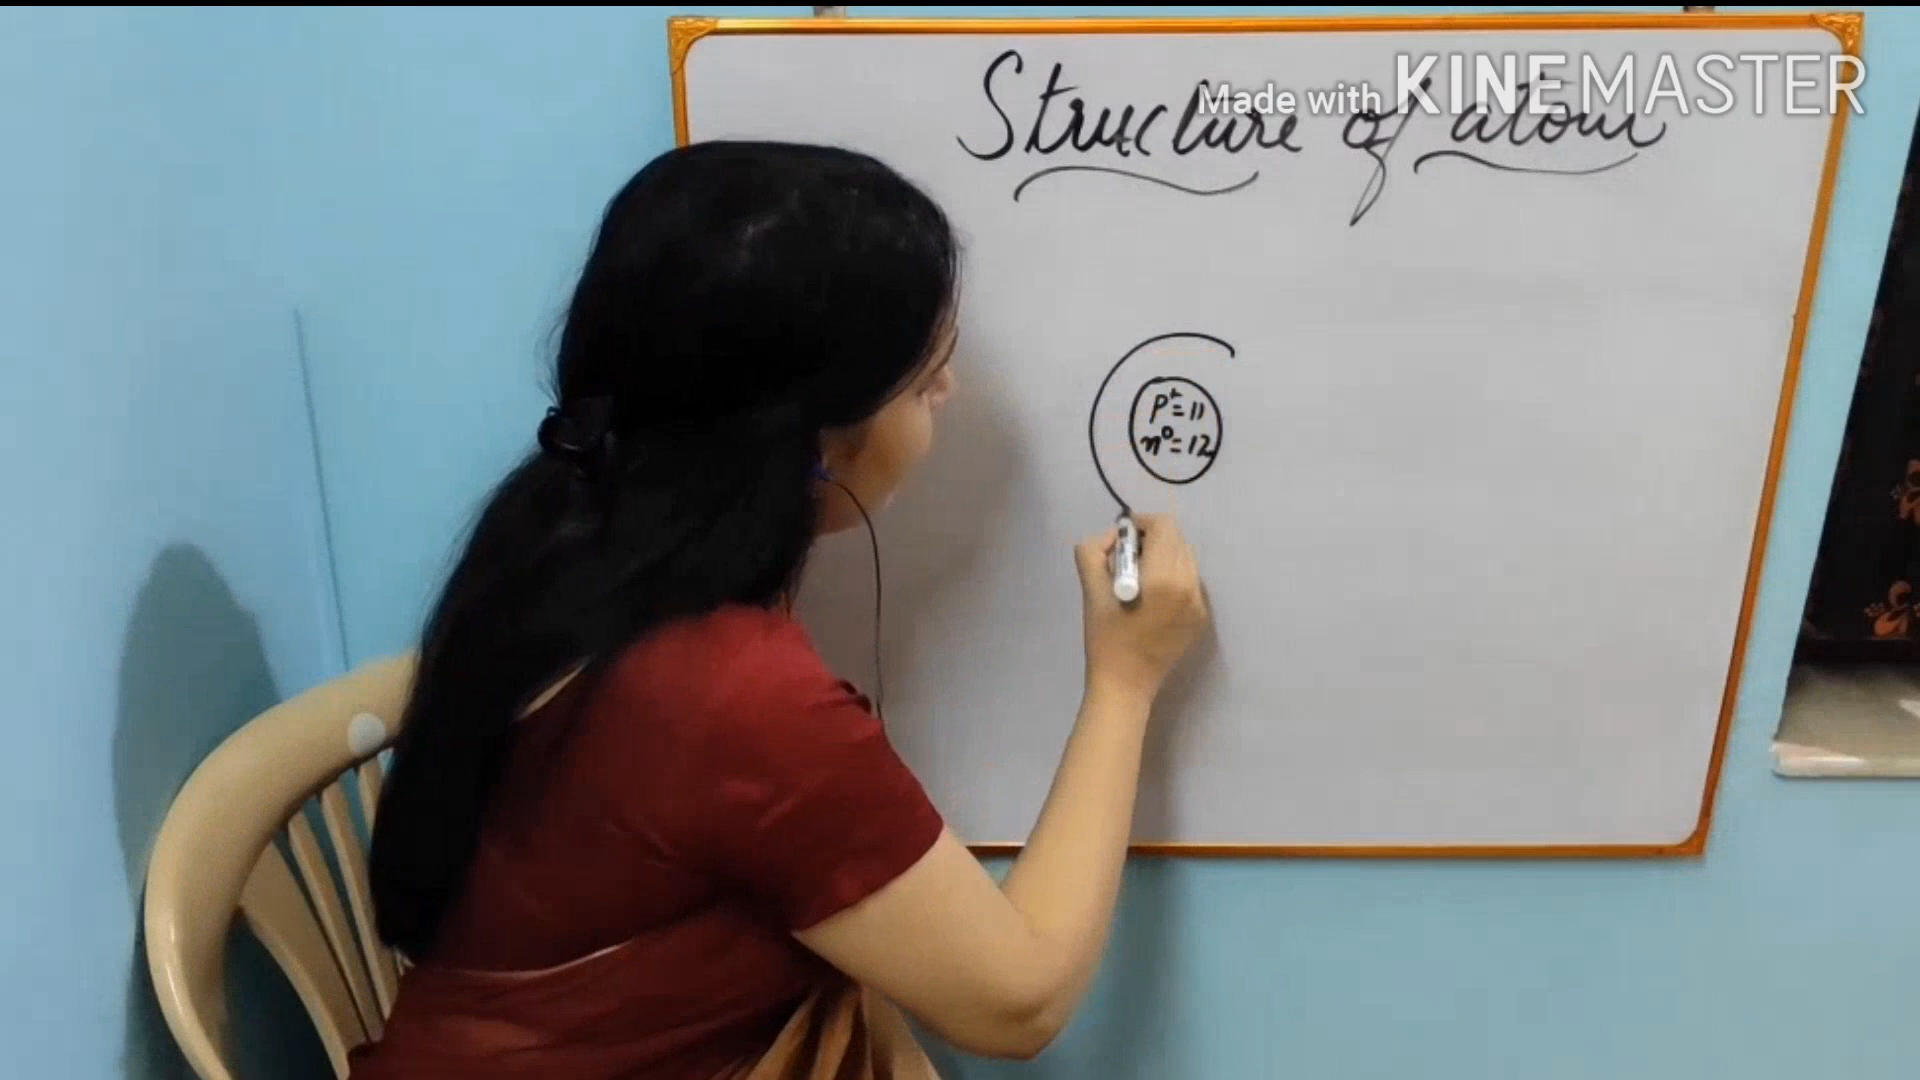 Made with KINEMASTER
Structure of atom
p⁺=11
n⁰=12